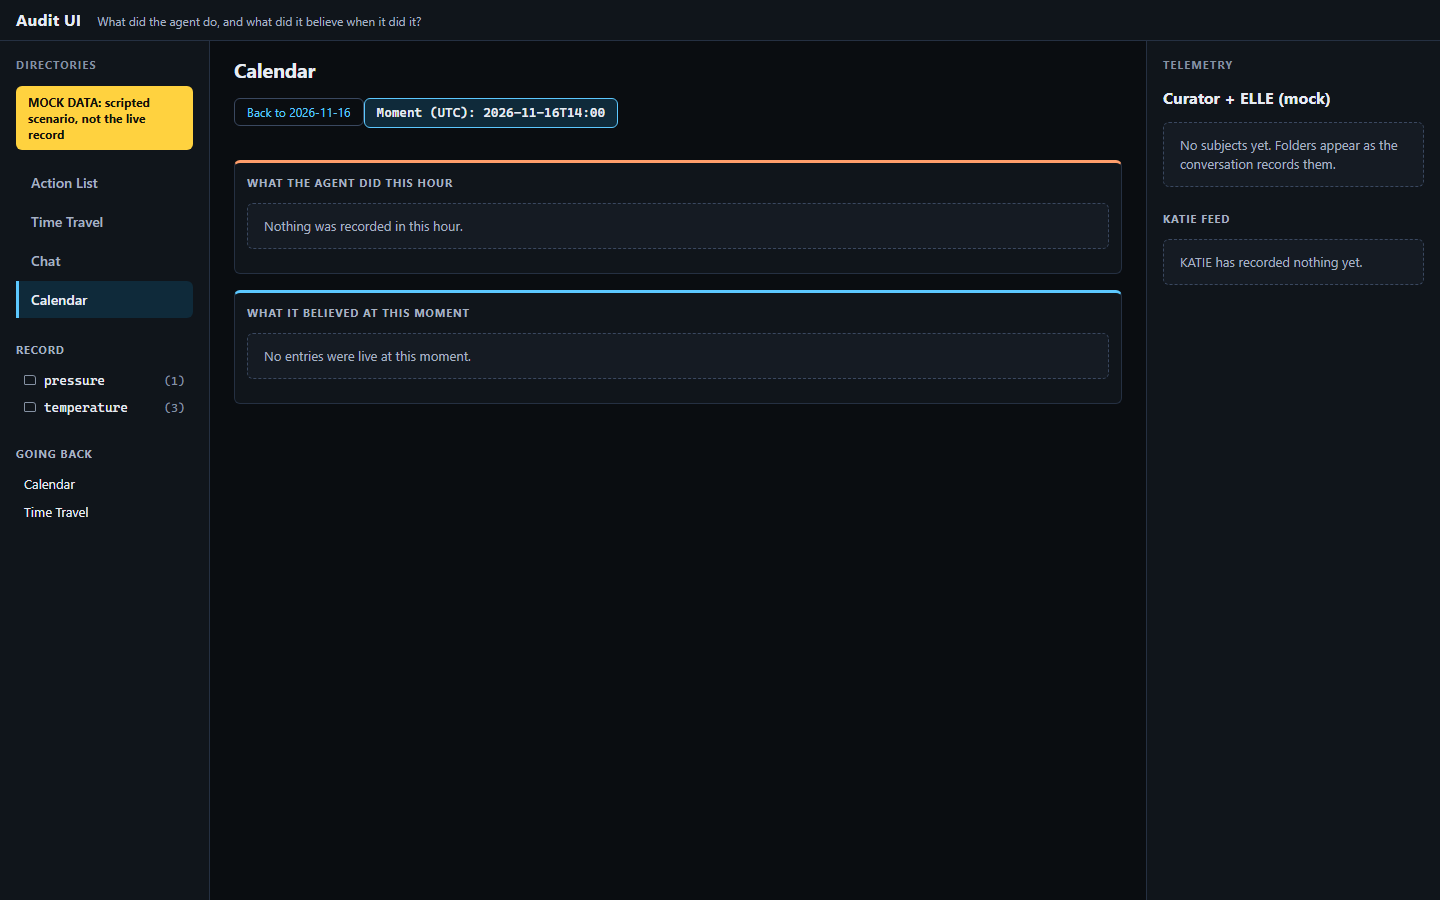 Audit UI
What did the agent do, and what did it believe when it did it?
DIRECTORIES
MOCK DATA: scripted
scenario, not the live
record
Action List
Time Travel
Chat
Calendar
RECORD
pressure (1)
temperature (3)
GOING BACK
Calendar
Time Travel
Calendar
Back to 2026-11-16
Moment (UTC): 2026-11-16T14:00
WHAT THE AGENT DID THIS HOUR
Nothing was recorded in this hour.
WHAT IT BELIEVED AT THIS MOMENT
No entries were live at this moment.
TELEMETRY
Curator + ELLE (mock)
No subjects yet. Folders appear as the
conversation records them.
KATIE FEED
KATIE has recorded nothing yet.